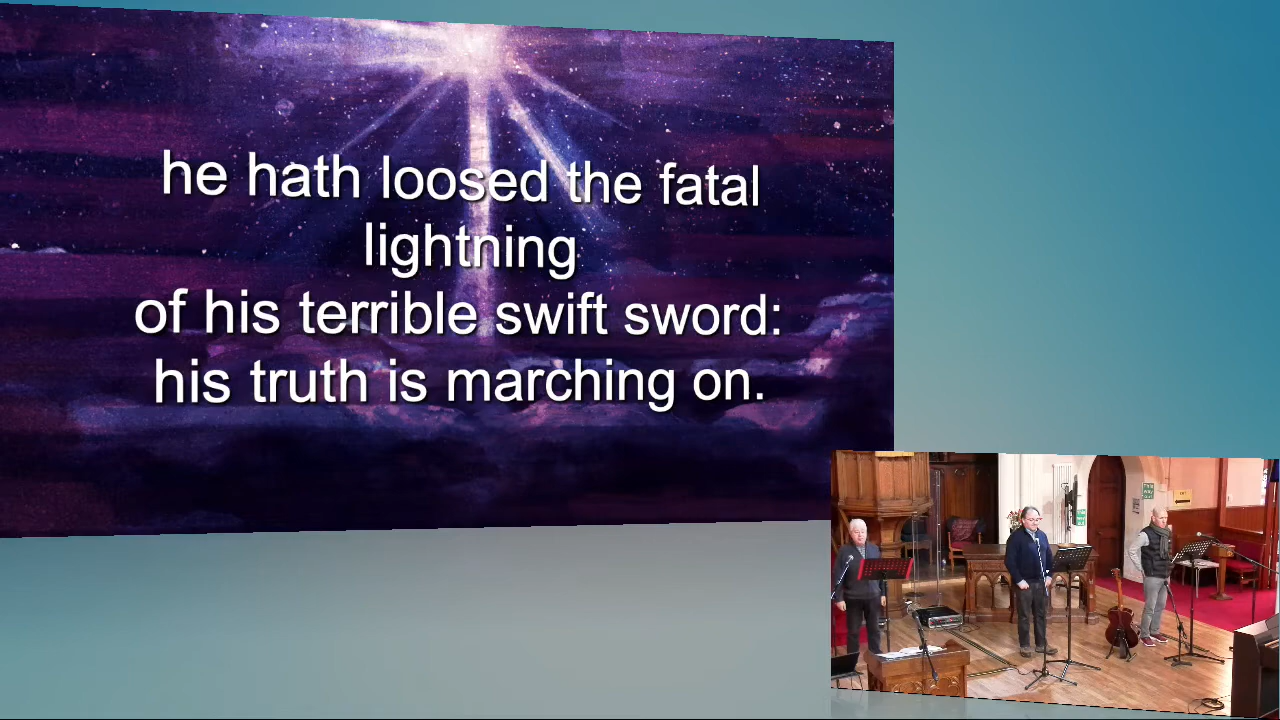 he hath loosed the fatal
lightning
of his terrible swift sword:
his truth is marching on.